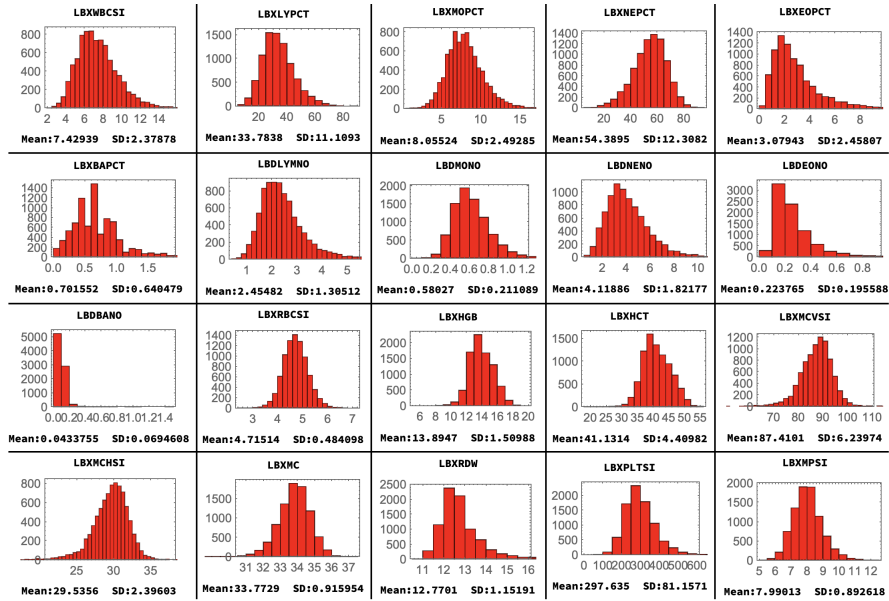 LBXWBCSI
800
600
400
200
0
2 4 6 8 10 12 14
Mean:7.42939 SD:2.37878
LBXLYPCT
1500
1000
500
0
20 40 60 80
Mean:33.7838 SD:11.1093
LBXMOPCT
800
600
400
200
0
5 10 15
Mean:8.05524 SD:2.49285
LBXNEPCT
1400
1200
1000
800
600
400
200
0
20 40 60 80
Mean:54.3895 SD:12.3082
LBXEOPCT
1400
1200
1000
800
600
400
200
0
0 2 4 6 8
Mean:3.07943 SD:2.45807
LBXBAPCT
1400
1200
1000
800
600
400
200
0
0.0 0.5 1.0 1.5
Mean:0.701552 SD:0.640479
LBDLYMNO
800
600
400
200
0
1 2 3 4 5
Mean:2.45482 SD:1.30512
LBDMONO
2000
1500
1000
500
0
0.0 0.2 0.4 0.6 0.8 1.0 1.2
Mean:0.58027 SD:0.211089
LBDNENO
1000
800
600
400
200
0
2 4 6 8 10
Mean:4.11886 SD:1.82177
LBDEONO
3000
2500
2000
1500
1000
500
0
0.0 0.2 0.4 0.6 0.8
Mean:0.223765 SD:0.195588
LBDBANO
5000
4000
3000
2000
1000
0
0.00.20.40.60.81.01.21.4
Mean:0.0433755 SD:0.0694608
LBXRBCSI
1400
1200
1000
800
600
400
200
0
3 4 5 6 7
Mean:4.71514 SD:0.484098
LBXHGB
2000
1500
1000
500
0
6 8 10 12 14 16 18 20
Mean:13.8947 SD:1.50988
LBXHCT
1500
1000
500
0
20 25 30 35 40 45 50 55
Mean:41.1314 SD:4.40982
LBXMCVSI
1200
1000
800
600
400
200
0
70 80 90 100 110
Mean:87.4101 SD:6.23974
LBXMCHSI
800
600
400
200
0
25 30 35
Mean:29.5356 SD:2.39603
LBXMC
1500
1000
500
0
31 32 33 34 35 36 37
Mean:33.7729 SD:0.915954
LBXRDW
2500
2000
1500
1000
500
0
11 12 13 14 15 16
Mean:12.7701 SD:1.15191
LBXPLTSI
2000
1500
1000
500
0
0 100200300400500600
Mean:297.635 SD:81.1571
LBXMPSI
2000
1500
1000
500
0
5 6 7 8 9 10 11 12
Mean:7.99013 SD:0.892618